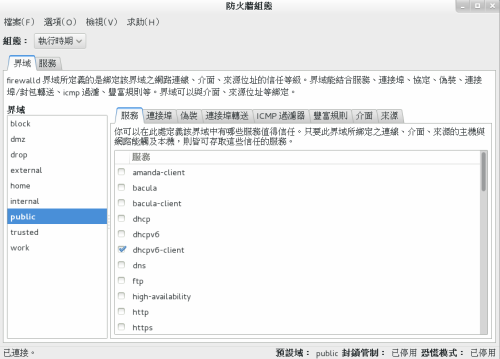 防火牆組態
檔案(F) 選項(O) 檢視(V) 求助(H)
組態： 執行時期
界域 服務
firewalld 界域所定義的是綁定該界域之網路連線、介面、來源位址的信任等級。界域能結合服務、連接埠、協定、偽裝、連接
埠/封包轉送、icmp 過濾、豐富規則等。界域可以與介面、來源位址等綁定。
界域
block
dmz
drop
external
home
internal
public
trusted
work
服務 連接埠 偽裝 連接埠轉送 ICMP 過濾器 豐富規則 介面 來源
你可以在此處定義該界域中有哪些服務值得信任。只要此界域所綁定之連線、介面、來源的主機與
網路能觸及本機，則皆可存取這些信任的服務。
服務
amanda-client
bacula
bacula-client
dhcp
dhcpv6
dhcpv6-client
dns
ftp
high-availability
http
https
已連接。
預設域： public 封鎖管制： 已停用 恐慌模式： 已停用